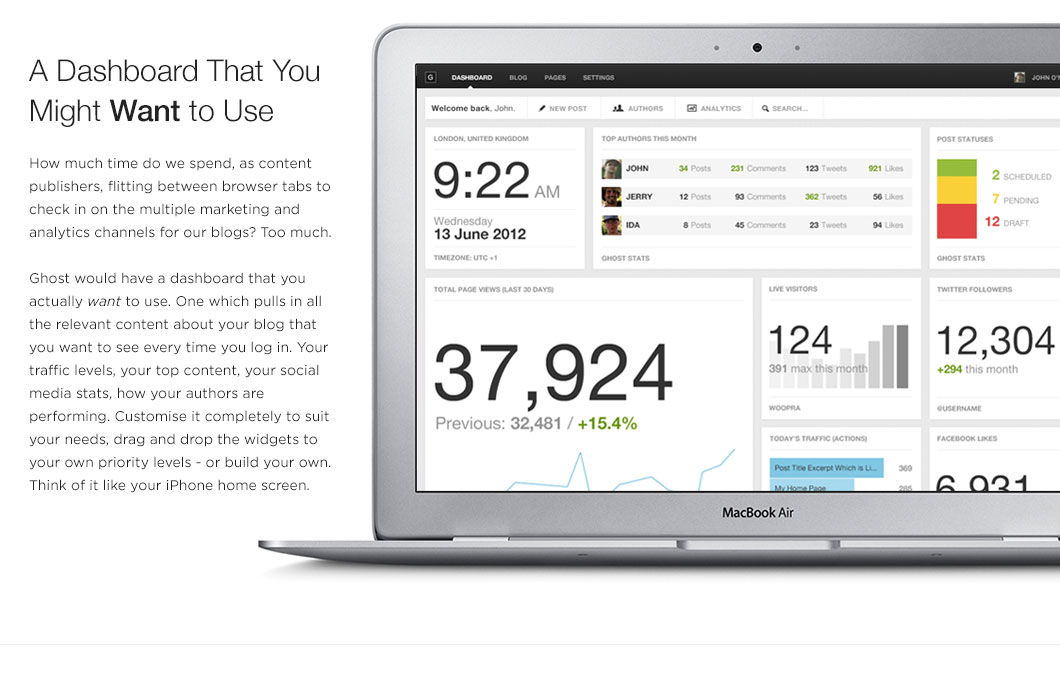 A Dashboard That You
Might Want to Use
How much time do we spend, as content
publishers, flitting between browser tabs to
check in on the multiple marketing and
analytics channels for our blogs? Too much.
Ghost would have a dashboard that you
actually want to use. One which pulls in all
the relevant content about your blog that
you want to see every time you log in. Your
traffic levels, your top content, your social
media stats, how your authors are
performing. Customise it completely to suit
your needs, drag and drop the widgets to
your own priority levels - or build your own.
Think of it like your iPhone home screen.
G DASHBOARD BLOG PAGES SETTINGS JOHN O'N
Welcome back, John. NEW POST AUTHORS ANALYTICS SEARCH...
LONDON, UNITED KINGDOM
9:22 AM
Wednesday
13 June 2012
TIMEZONE: UTC +1
TOP AUTHORS THIS MONTH
JOHN 34 Posts 231 Comments 123 Tweets 921 Likes
JERRY 12 Posts 93 Comments 362 Tweets 56 Likes
IDA 8 Posts 45 Comments 23 Tweets 94 Likes
GHOST STATS
POST STATUSES
2 SCHEDULED
7 PENDING
12 DRAFT
GHOST STATS
TOTAL PAGE VIEWS (LAST 30 DAYS)
37,924
Previous: 32,481 / +15.4%
LIVE VISITORS
124
391 max this month
WOOPRA
TWITTER FOLLOWERS
12,304
+294 this month
@USERNAME
TODAY'S TRAFFIC (ACTIONS)
Post Title Excerpt Which is Li... 369
My Home Page 285
FACEBOOK LIKES
6,931
MacBook Air